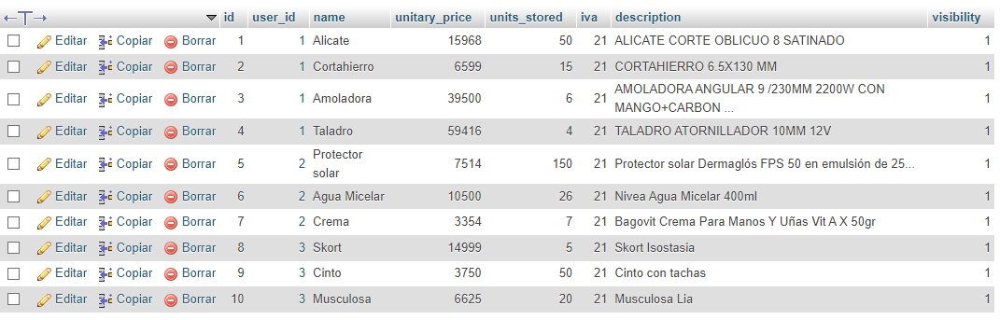 id user_id name unitary_price units_stored iva description visibility
Editar Copiar Borrar 1 1 Alicate 15968 50 21 ALICATE CORTE OBLICUO 8 SATINADO 1
Editar Copiar Borrar 2 1 Cortahierro 6599 15 21 CORTAHIERRO 6.5X130 MM 1
Editar Copiar Borrar 3 1 Amoladora 39500 6 21 AMOLADORA ANGULAR 9 /230MM 2200W CON 1
MANGO+CARBON ...
Editar Copiar Borrar 4 1 Taladro 59416 4 21 TALADRO ATORNILLADOR 10MM 12V 1
Editar Copiar Borrar 5 2 Protector 7514 150 21 Protector solar Dermaglós FPS 50 en emulsión de 25... 1
solar
Editar Copiar Borrar 6 2 Agua Micelar 10500 26 21 Nivea Agua Micelar 400ml 1
Editar Copiar Borrar 7 2 Crema 3354 7 21 Bagovit Crema Para Manos Y Uñas Vit A X 50gr 1
Editar Copiar Borrar 8 3 Skort 14999 5 21 Skort Isostasia 1
Editar Copiar Borrar 9 3 Cinto 3750 50 21 Cinto con tachas 1
Editar Copiar Borrar 10 3 Musculosa 6625 20 21 Musculosa Lia 1